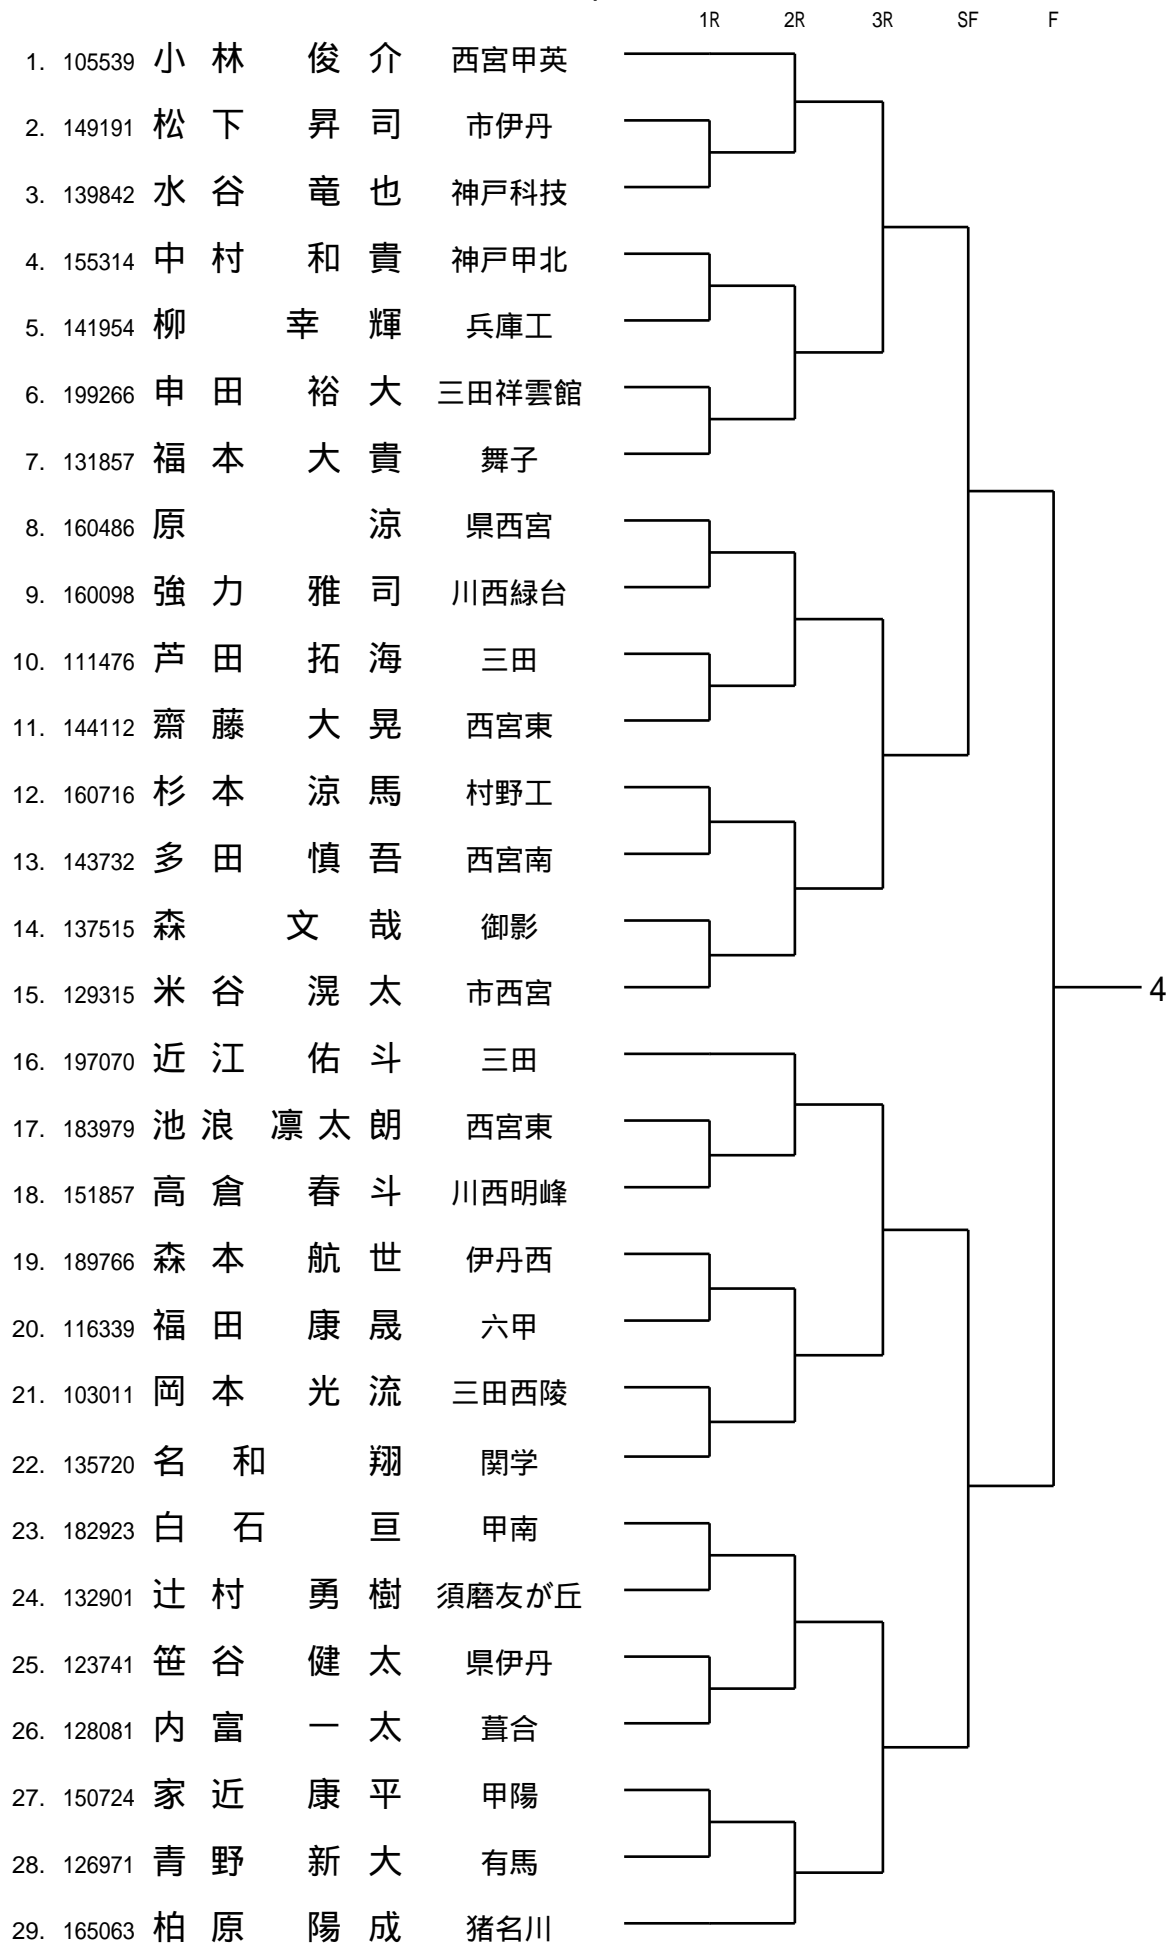 1R 2R 3R SF F
1. 105539 小林 俊介 西宮甲英
2. 149191 松下 昇司 市伊丹
3. 139842 水谷 竜也 神戸科技
4. 155314 中村 和貴 神戸甲北
5. 141954 柳 幸輝 兵庫工
6. 199266 申田 裕大 三田祥雲館
7. 131857 福本 大貴 舞子
8. 160486 原 涼 県西宮
9. 160098 強力 雅司 川西緑台
10. 111476 芦田 拓海 三田
11. 144112 齋藤 大晃 西宮東
12. 160716 杉本 涼馬 村野工
13. 143732 多田 慎吾 西宮南
14. 137515 森 文哉 御影
15. 129315 米谷 滉太 市西宮
4
16. 197070 近江 佑斗 三田
17. 183979 池浪 凛太朗 西宮東
18. 151857 高倉 春斗 川西明峰
19. 189766 森本 航世 伊丹西
20. 116339 福田 康晟 六甲
21. 103011 岡本 光流 三田西陵
22. 135720 名和 翔 関学
23. 182923 白石 亘 甲南
24. 132901 辻村 勇樹 須磨友が丘
25. 123741 笹谷 健太 県伊丹
26. 128081 内富 一太 葺合
27. 150724 家近 康平 甲陽
28. 126971 青野 新大 有馬
29. 165063 柏原 陽成 猪名川